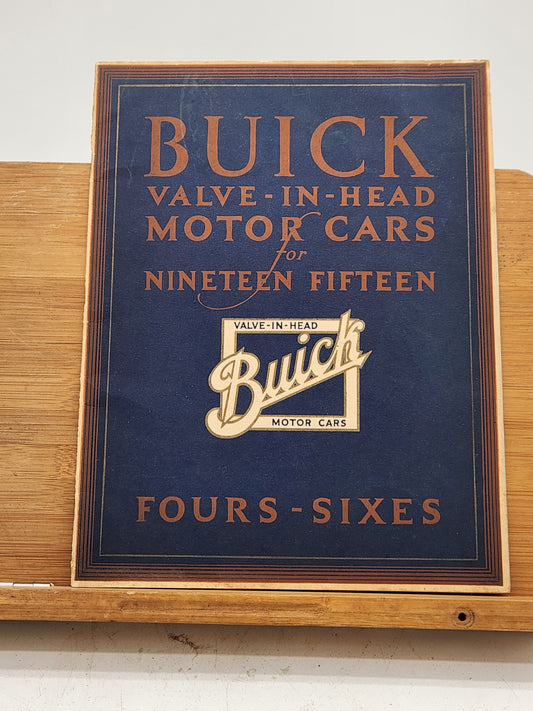 BUICK
VALVE-IN-HEAD
MOTOR CARS
for
NINETEEN FIFTEEN
VALVE-IN-HEAD
Buick
MOTOR CARS
FOURS-SIXES